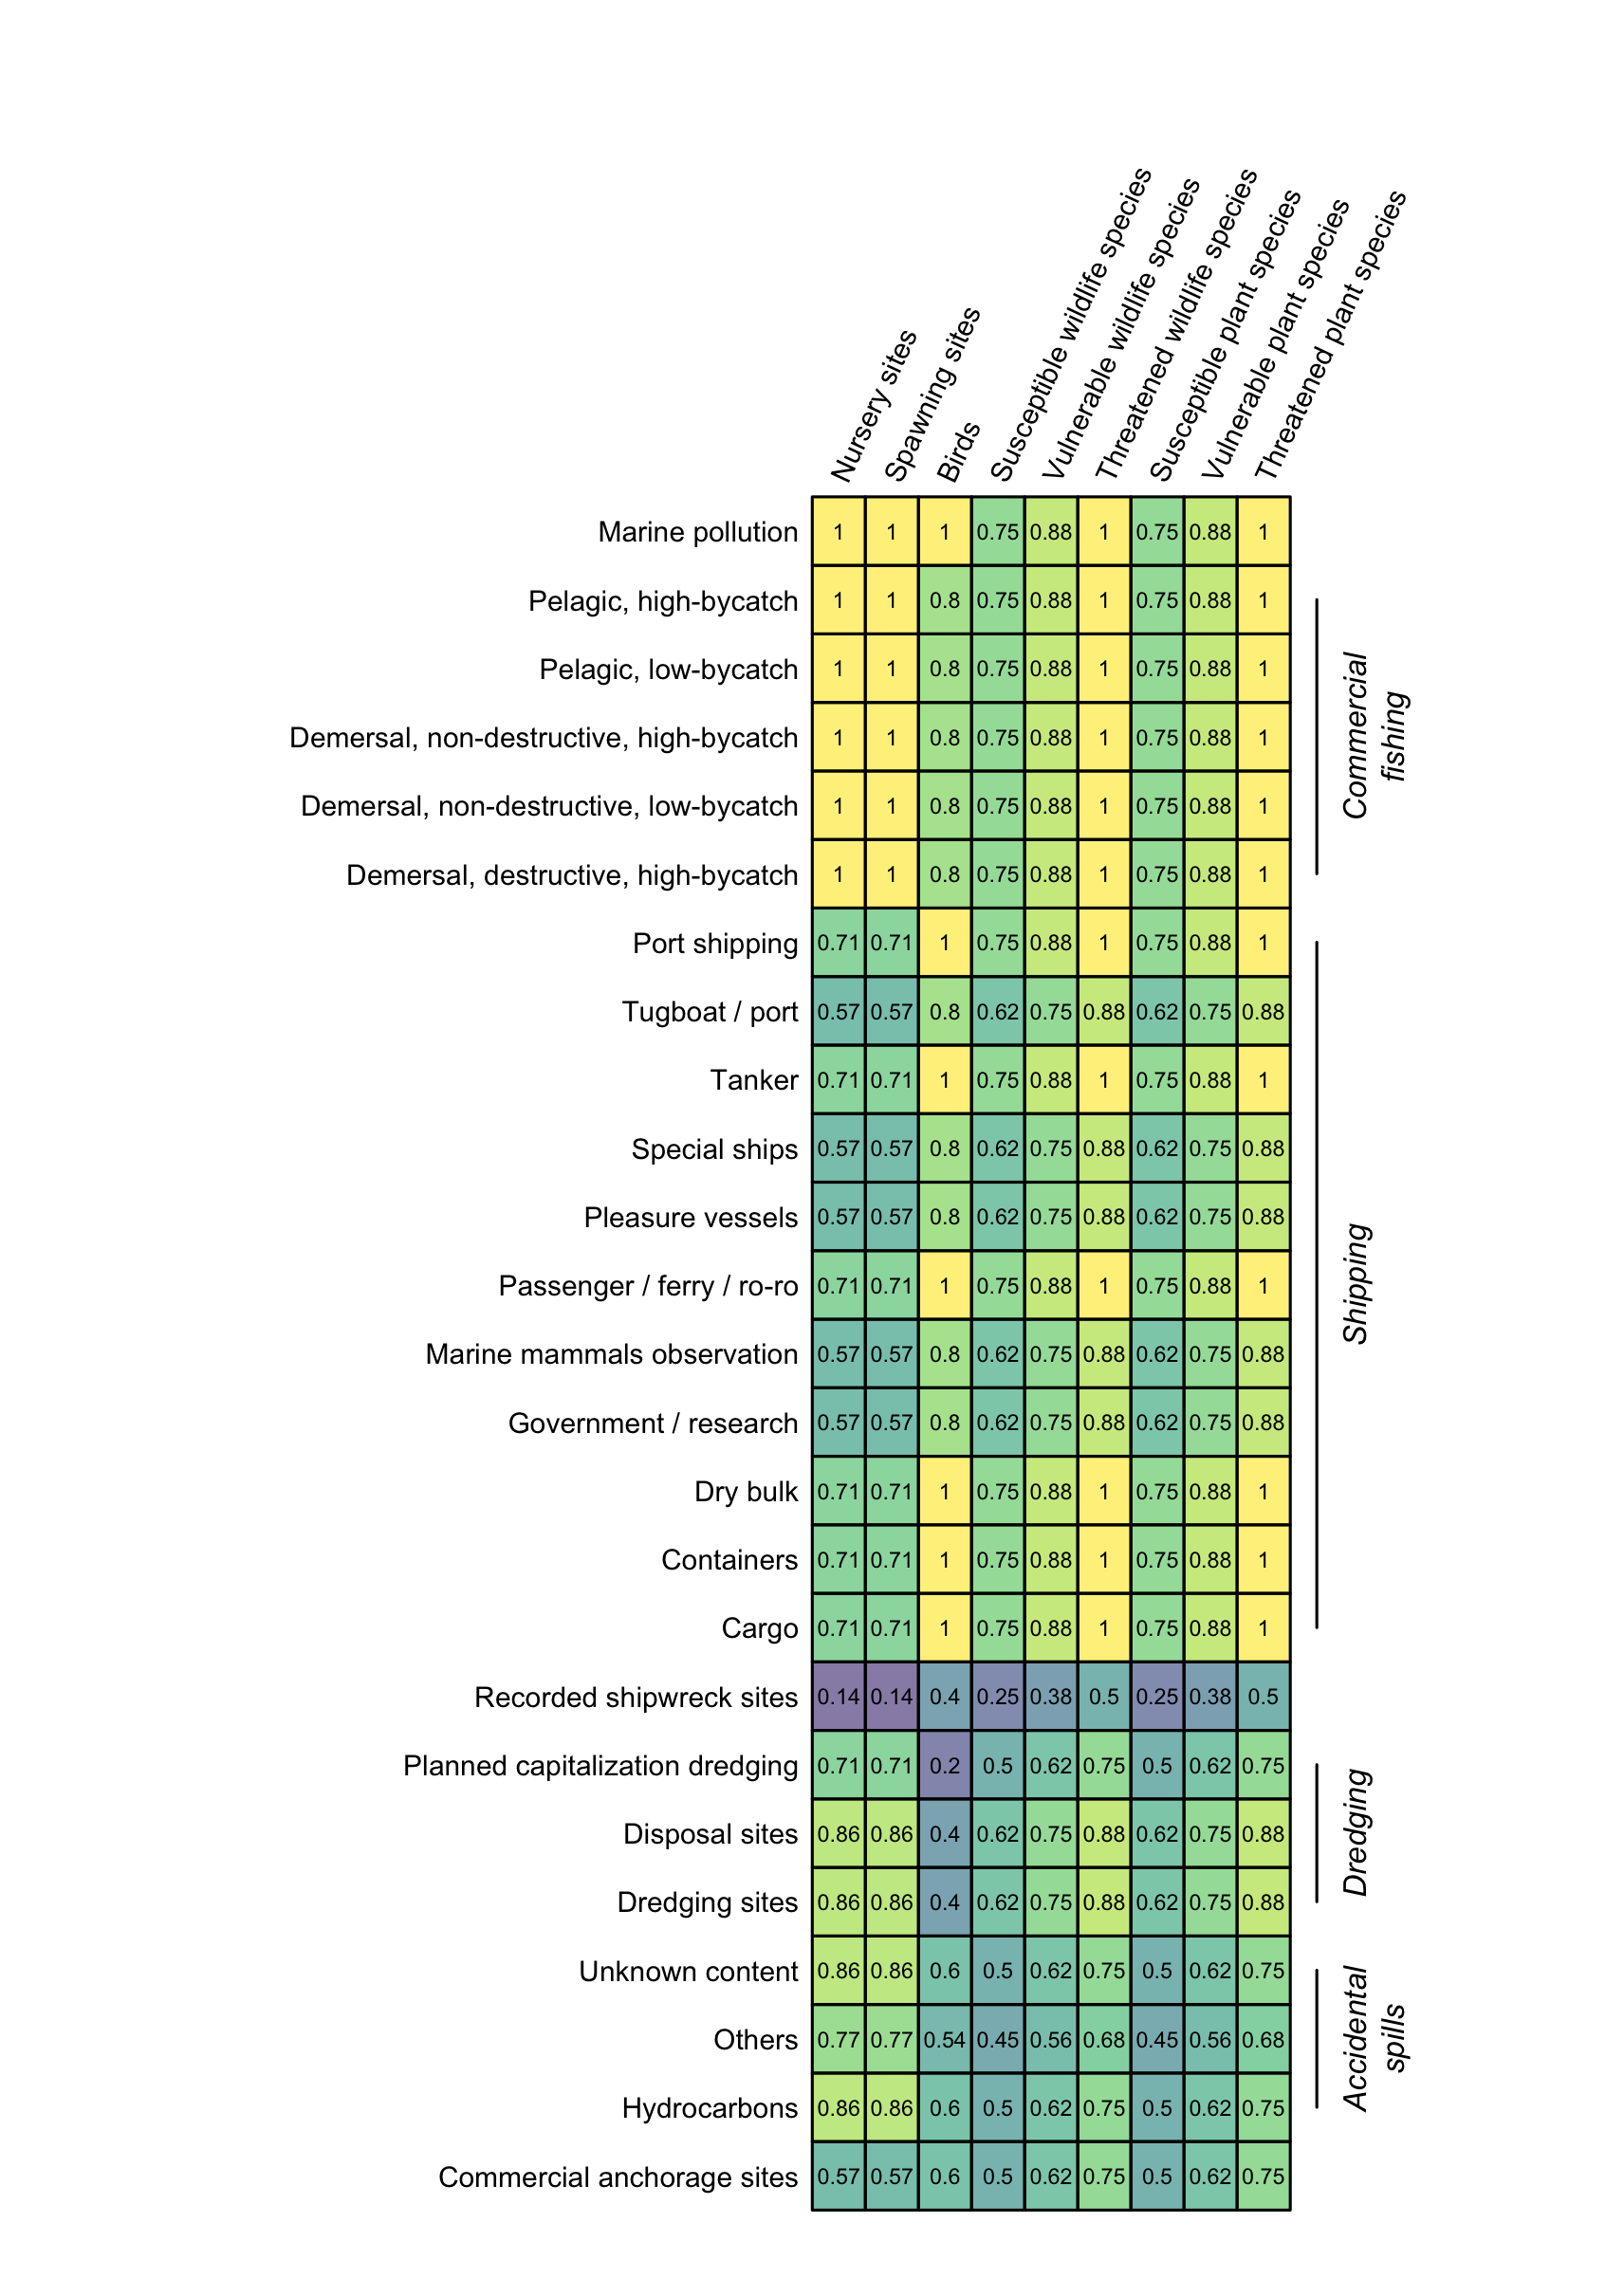 Nursery sites
Spawning sites
Birds
Susceptible wildlife species
Vulnerable wildlife species
Threatened wildlife species
Susceptible plant species
Vulnerable plant species
Threatened plant species
Marine pollution 1 1 1 0.75 0.88 1 0.75 0.88 1
Pelagic, high-bycatch 1 1 0.8 0.75 0.88 1 0.75 0.88 1
Pelagic, low-bycatch 1 1 0.8 0.75 0.88 1 0.75 0.88 1
Demersal, non-destructive, high-bycatch 1 1 0.8 0.75 0.88 1 0.75 0.88 1
Demersal, non-destructive, low-bycatch 1 1 0.8 0.75 0.88 1 0.75 0.88 1
Demersal, destructive, high-bycatch 1 1 0.8 0.75 0.88 1 0.75 0.88 1
Commercial
fishing
Port shipping 0.71 0.71 1 0.75 0.88 1 0.75 0.88 1
Tugboat / port 0.57 0.57 0.8 0.62 0.75 0.88 0.62 0.75 0.88
Tanker 0.71 0.71 1 0.75 0.88 1 0.75 0.88 1
Special ships 0.57 0.57 0.8 0.62 0.75 0.88 0.62 0.75 0.88
Pleasure vessels 0.57 0.57 0.8 0.62 0.75 0.88 0.62 0.75 0.88
Passenger / ferry / ro-ro 0.71 0.71 1 0.75 0.88 1 0.75 0.88 1
Marine mammals observation 0.57 0.57 0.8 0.62 0.75 0.88 0.62 0.75 0.88
Government / research 0.57 0.57 0.8 0.62 0.75 0.88 0.62 0.75 0.88
Dry bulk 0.71 0.71 1 0.75 0.88 1 0.75 0.88 1
Containers 0.71 0.71 1 0.75 0.88 1 0.75 0.88 1
Cargo 0.71 0.71 1 0.75 0.88 1 0.75 0.88 1
Shipping
Recorded shipwreck sites 0.14 0.14 0.4 0.25 0.38 0.5 0.25 0.38 0.5
Planned capitalization dredging 0.71 0.71 0.2 0.5 0.62 0.75 0.5 0.62 0.75
Disposal sites 0.86 0.86 0.4 0.62 0.75 0.88 0.62 0.75 0.88
Dredging sites 0.86 0.86 0.4 0.62 0.75 0.88 0.62 0.75 0.88
Dredging
Unknown content 0.86 0.86 0.6 0.5 0.62 0.75 0.5 0.62 0.75
Others 0.77 0.77 0.54 0.45 0.56 0.68 0.45 0.56 0.68
Hydrocarbons 0.86 0.86 0.6 0.5 0.62 0.75 0.5 0.62 0.75
Accidental
spills
Commercial anchorage sites 0.57 0.57 0.6 0.5 0.62 0.75 0.5 0.62 0.75